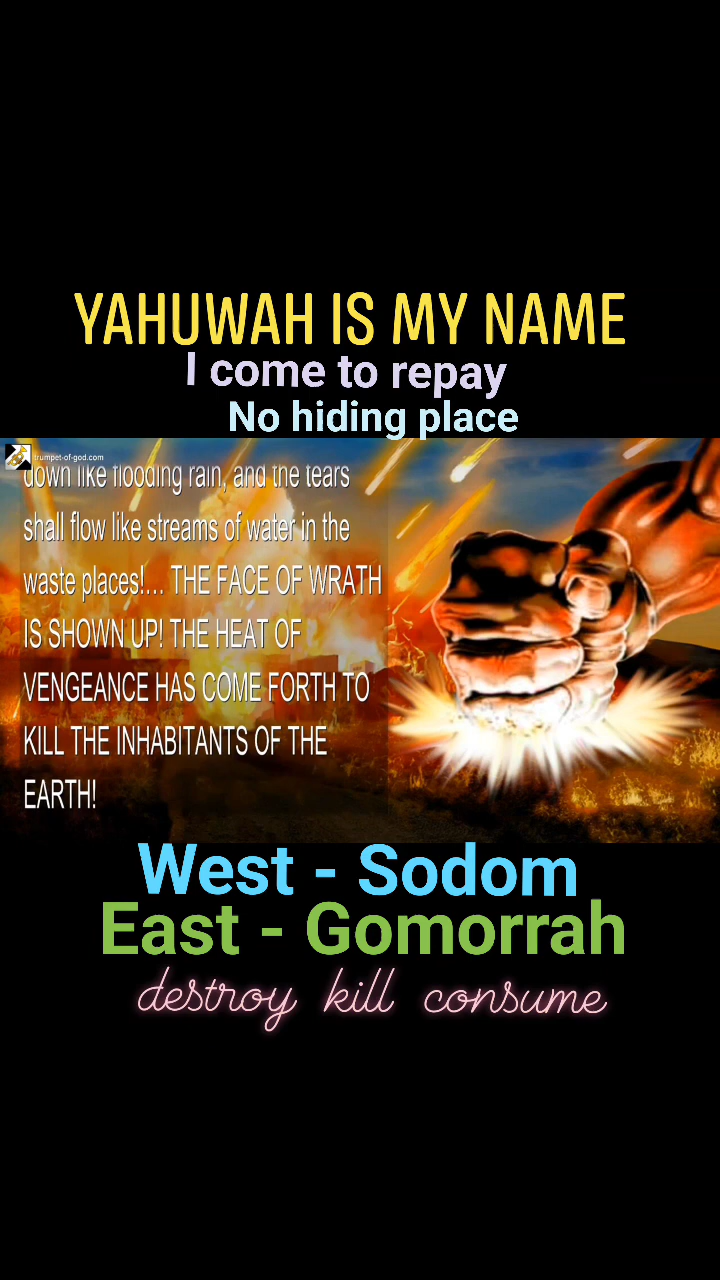 YAHUWAH IS MY NAME
I come to repay
No hiding place
trumpet-of-god.com
down like flooding rain, and the tears
shall flow like streams of water in the
waste places!... THE FACE OF WRATH
IS SHOWN UP! THE HEAT OF
VENGEANCE HAS COME FORTH TO
KILL THE INHABITANTS OF THE
EARTH!
West - Sodom
East - Gomorrah
destroy kill consume